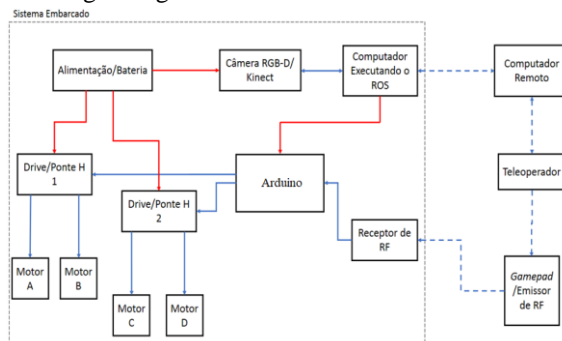 Sistema Embarcado
Alimentação/Bateria
Câmera RGB-D/
Kinect
Computador
Executando o
ROS
Computador
Remoto
Drive/Ponte H
1
Arduino
Teleoperador
Drive/Ponte H
2
Receptor de
RF
Motor
A
Motor
B
Gamepad
/Emissor
de RF
Motor
C
Motor
D